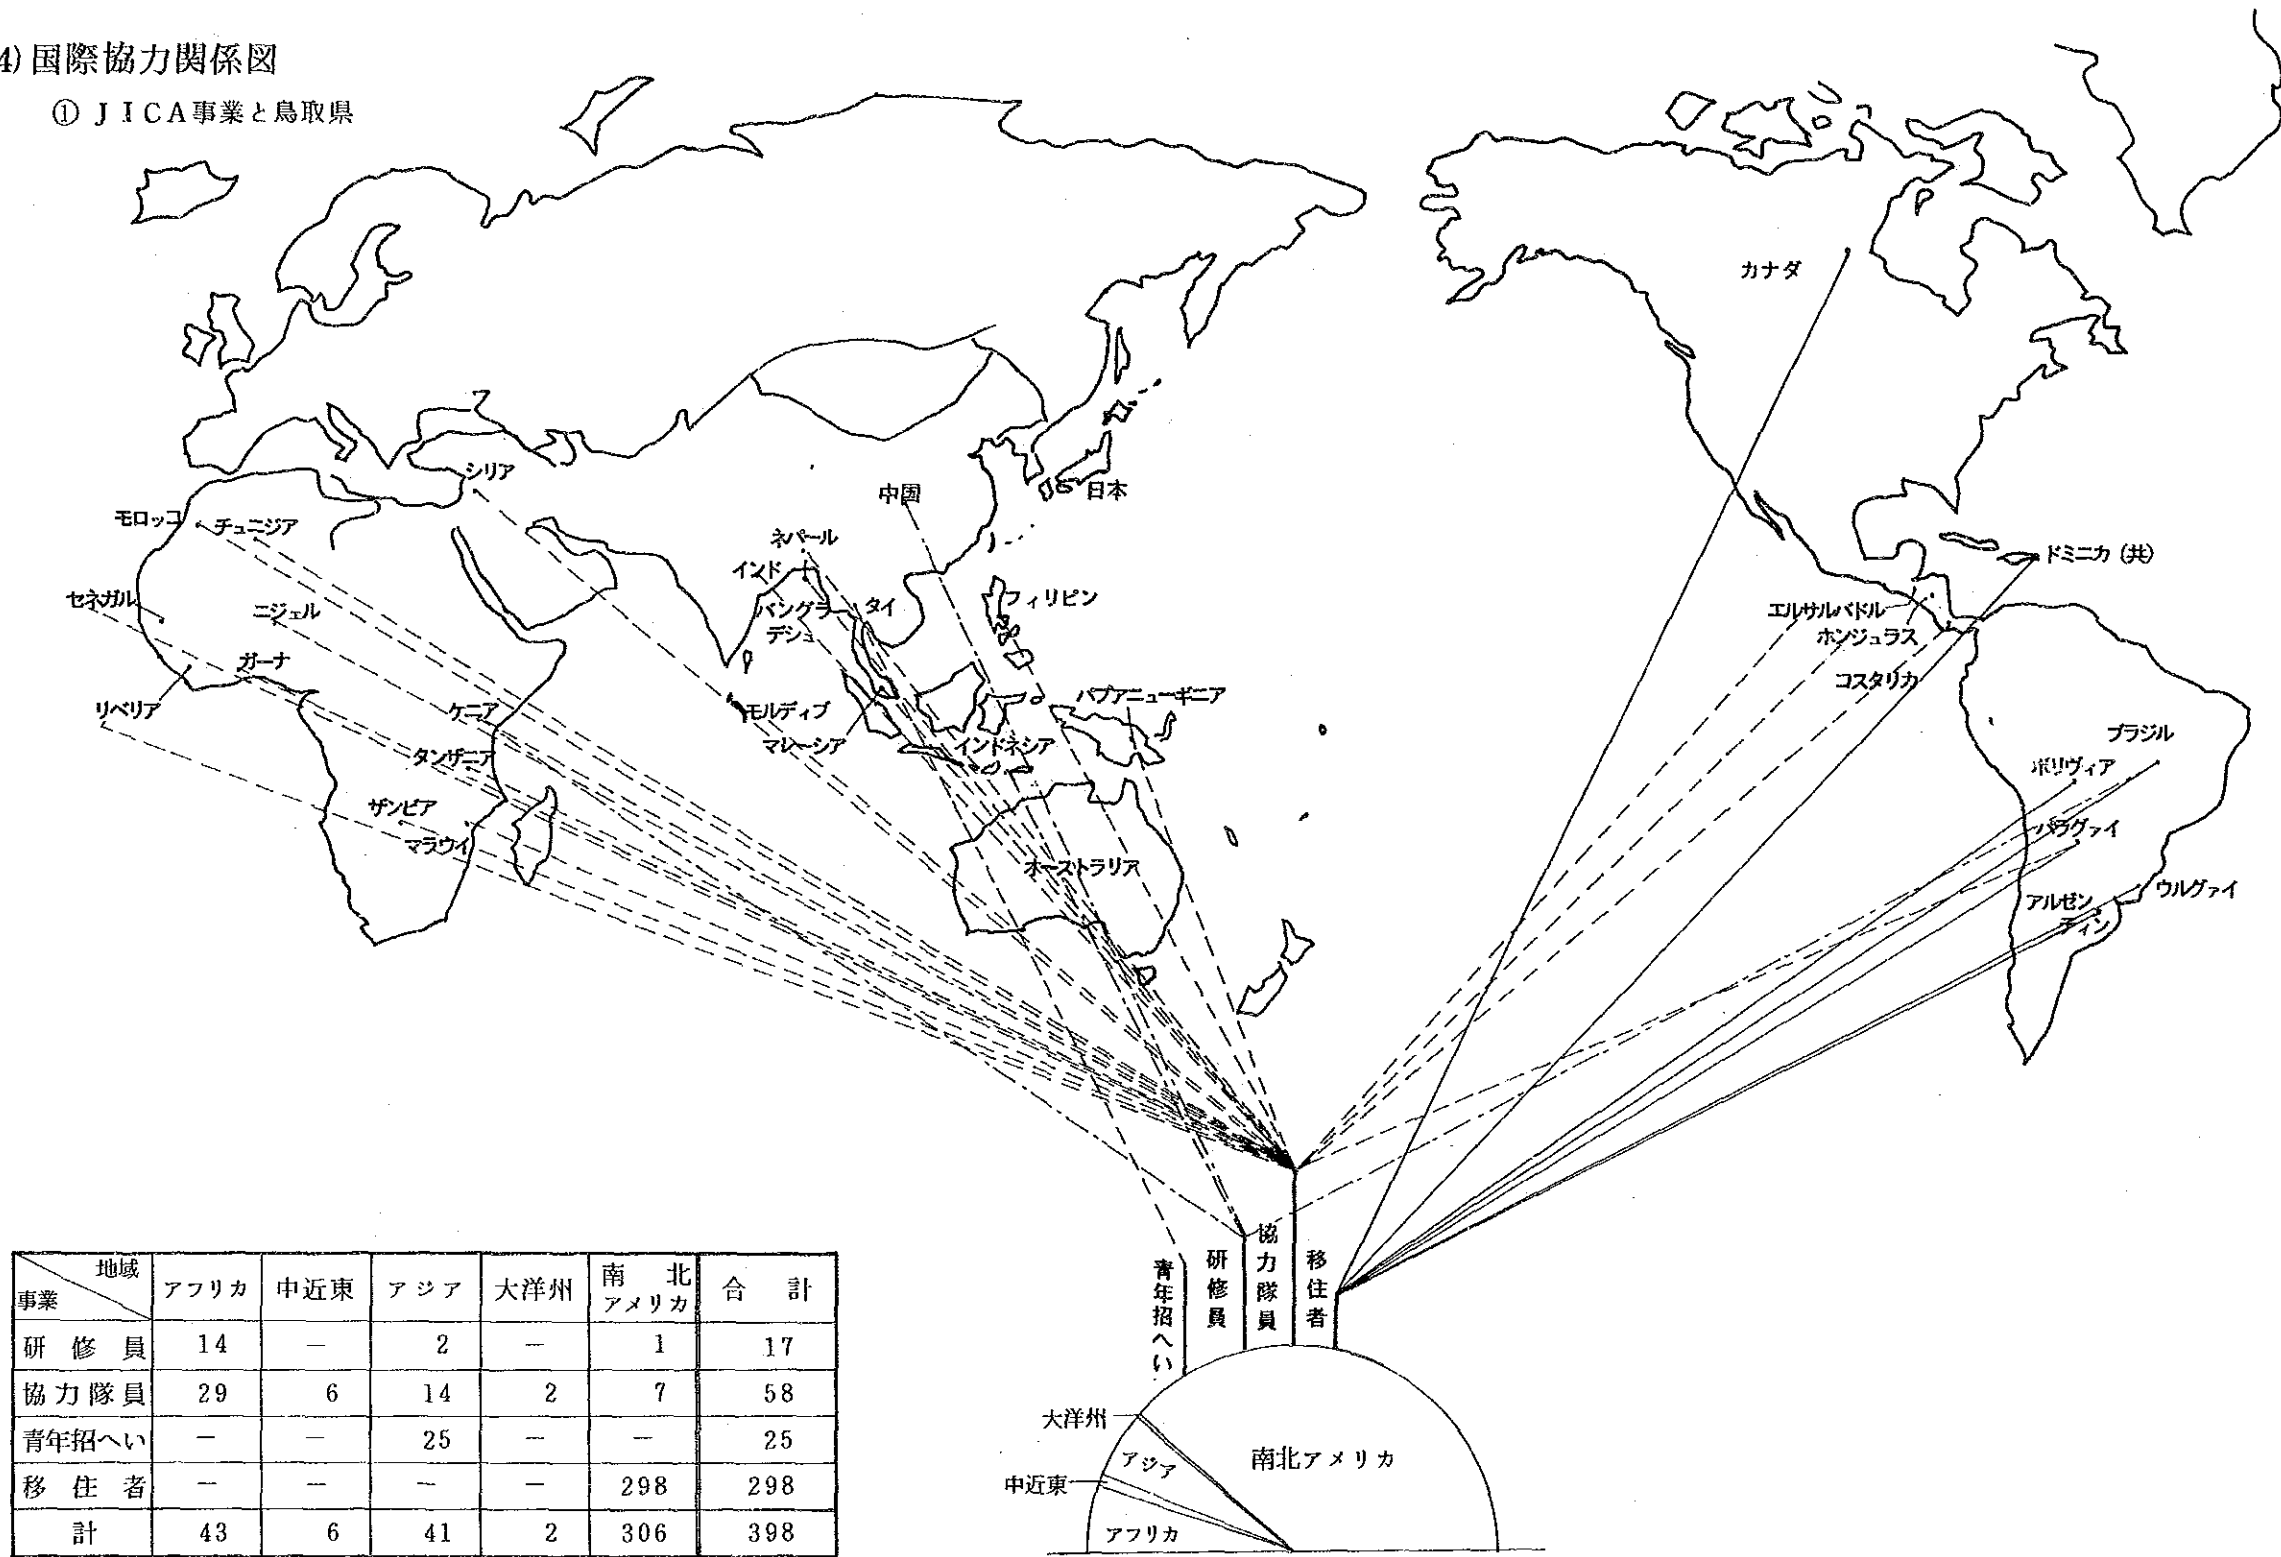 4) 国際協力関係図
① JICA事業と鳥取県
カナダ
シリア
中国
日本
モロッコ
チュニジア
ネパール
インド
ドミニカ (共)
セネガル
ニジェル
バングラ
デシュ
タイ
フィリピン
エルサルバドル
ホンジュラス
ガーナ
コスタリカ
リベリア
ケニア
モルディブ
パプアニューギニア
マレーシア
インドネシア
ブラジル
タンザニア
ボリヴィア
ザンビア
マラウイ
パラグァイ
オーストラリア
アルゼン
ティン
ウルグァイ
青年招へい
研修員
協力隊員
移住者
地域
事業
アフリカ 中近東 アジア 大洋州 南北アメリカ 合計
研修員 14 — 2 — 1 17
協力隊員 29 6 14 2 7 58
青年招へい — — 25 — — 25
移住者 — — — — 298 298
計 43 6 41 2 306 398
大洋州
アジア
中近東
アフリカ
南北アメリカ